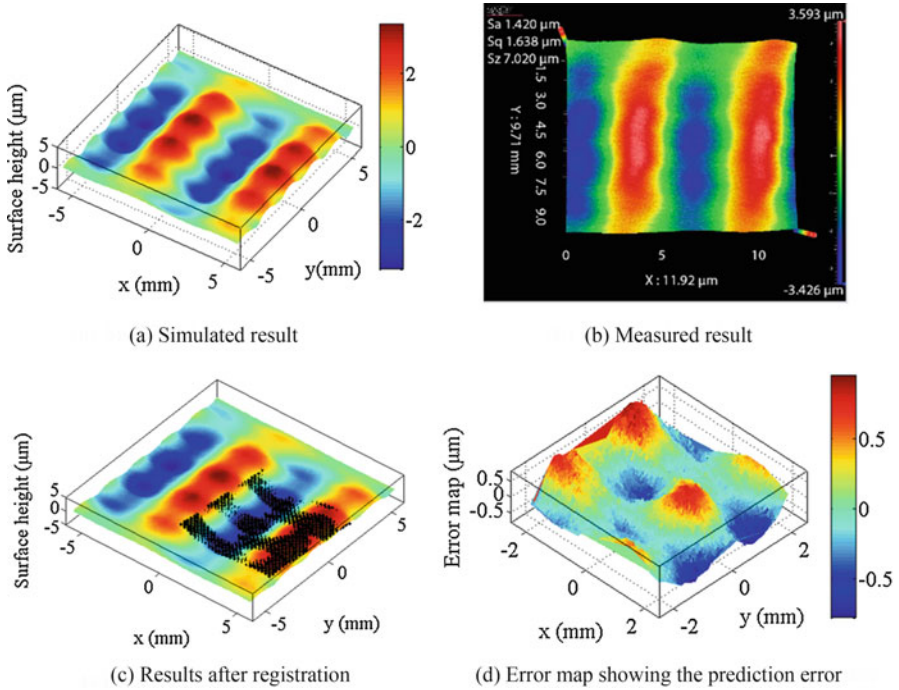 Surface height (μm)
5
0
-5
-5
0
5
x (mm)
-5
0
5
y(mm)
2
0
-2
(a) Simulated result
Sa 1.420 μm
Sq 1.638 μm
Sz 7.020 μm
3.593 μm
1.5
3.0
4.5
6.0
7.5
9.0
Y : 9.71 mm
0
5
10
X : 11.92 μm
-3.426 μm
(b) Measured result
Surface height (μm)
5
0
-5
-5
0
5
x (mm)
-5
0
5
y (mm)
(c) Results after registration
Error map (μm)
0.5
0
-0.5
-2
0
2
x (mm)
-2
0
2
y (mm)
0.5
0
-0.5
(d) Error map showing the prediction error